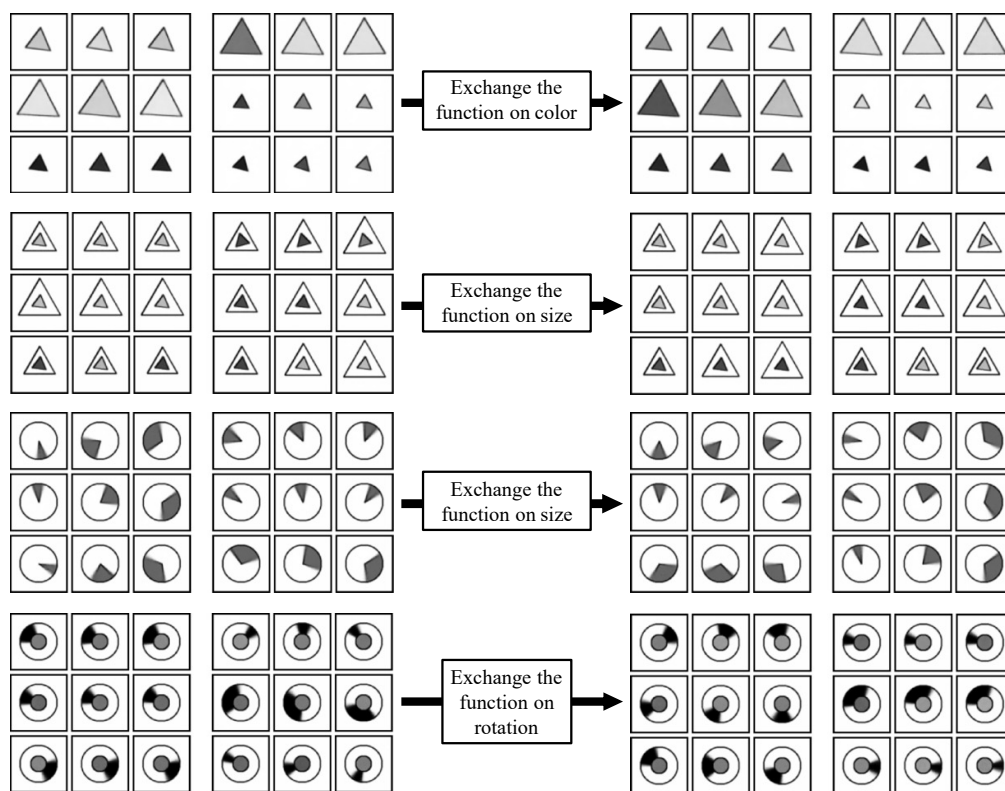 Exchange the
function on color
Exchange the
function on size
Exchange the
function on size
Exchange the
function on
rotation